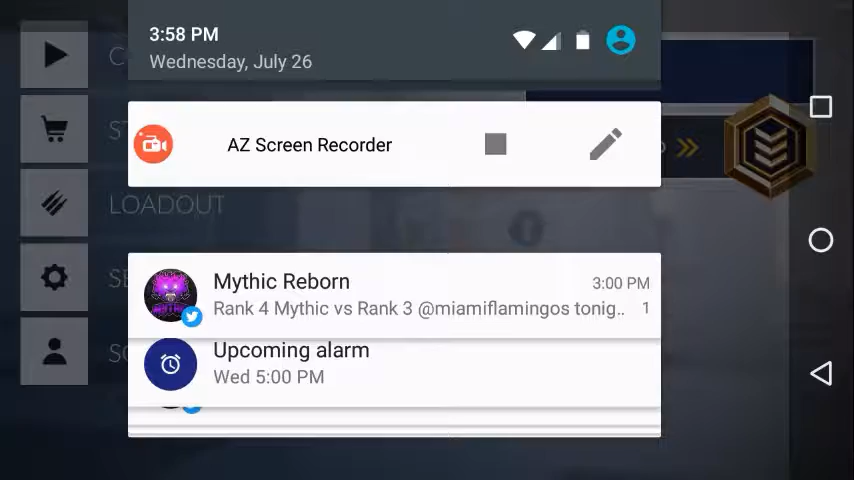 3:58 PM
Wednesday, July 26
AZ Screen Recorder
LOADOUT
Mythic Reborn
3:00 PM
Rank 4 Mythic vs Rank 3 @miamiflamingos tonig..
1
Upcoming alarm
Wed 5:00 PM